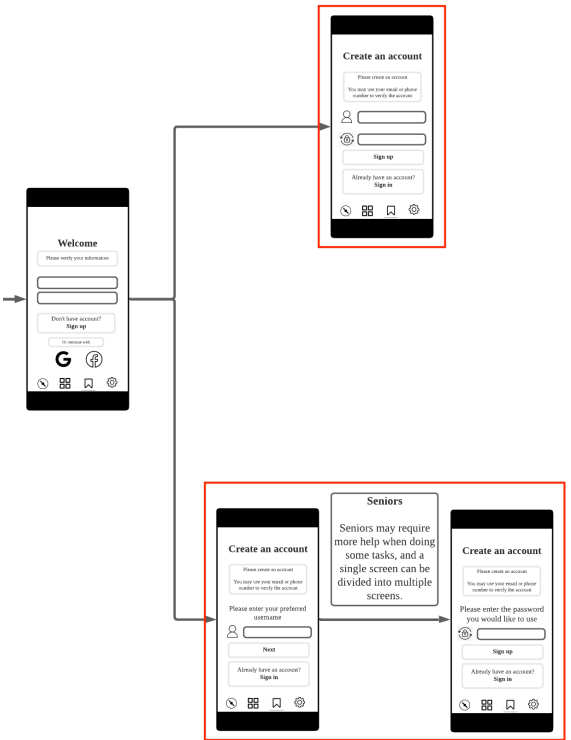 Create an account
Please create an account
You may use your email or phone
number to verify the account
Sign up
Already have an account?
Sign in
Welcome
Please verify your information
Don't have account?
Sign up
Or continue with
G
f
Seniors
Seniors may require
more help when doing
some tasks, and a
single screen can be
divided into multiple
screens.
Create an account
Please create an account
You may use your email or phone
number to verify the account
Please enter your preferred
username
Next
Already have an account?
Sign in
Create an account
Please create an account
You may use your email or phone
number to verify the account
Please enter the password
you would like to use
Sign up
Already have an account?
Sign in